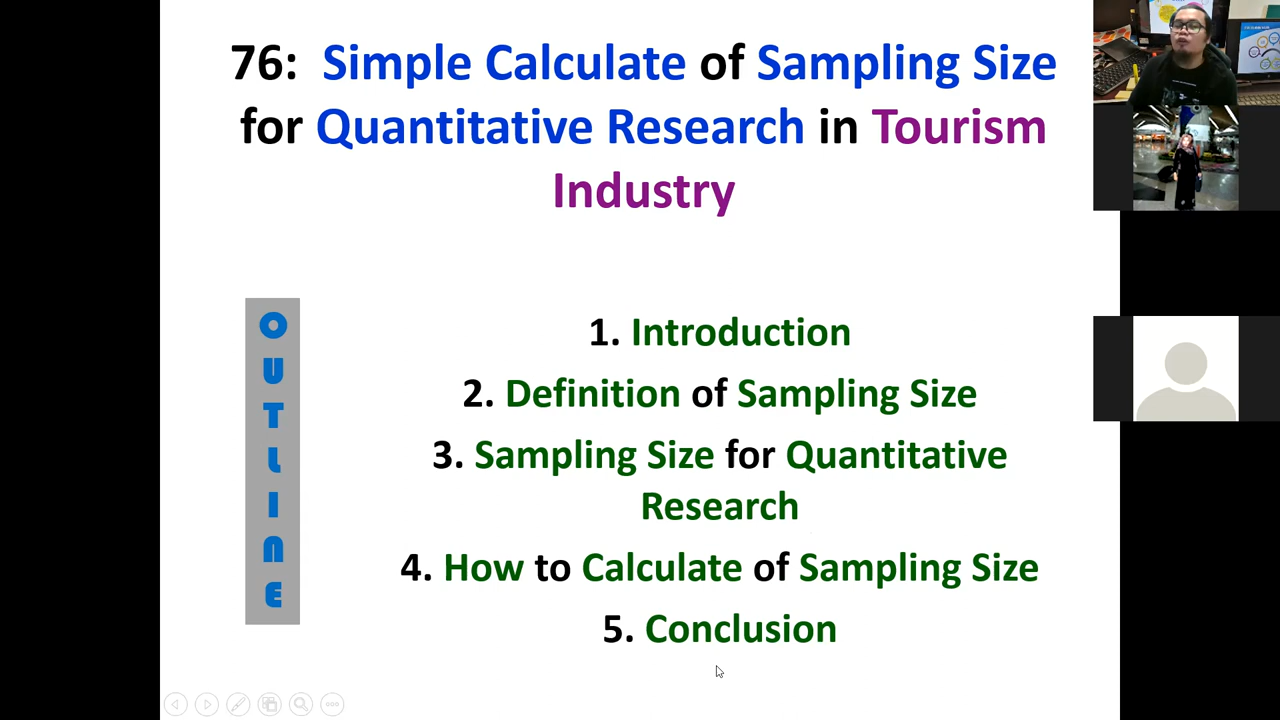 76: Simple Calculate of Sampling Size
for Quantitative Research in Tourism
Industry
OUTLINE
1. Introduction
2. Definition of Sampling Size
3. Sampling Size for Quantitative
Research
4. How to Calculate of Sampling Size
5. Conclusion